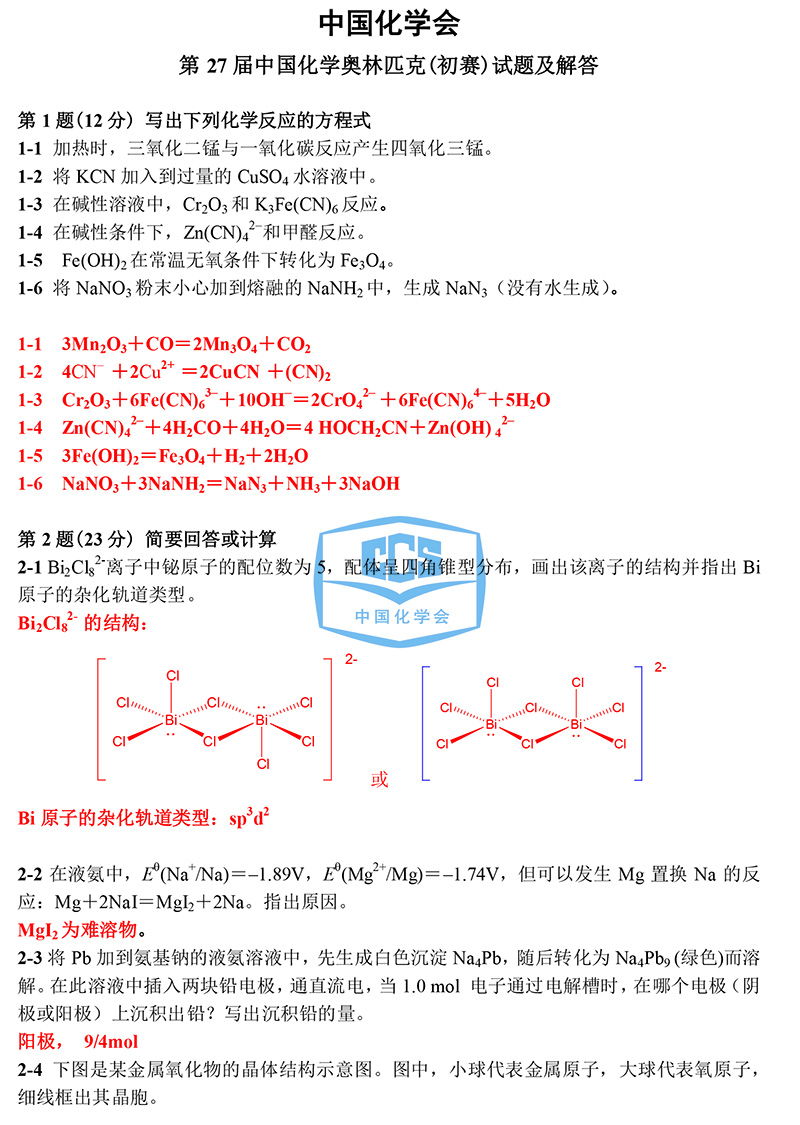 中国化学会
第 27 届中国化学奥林匹克(初赛)试题及解答
第 1 题(12 分) 写出下列化学反应的方程式
1-1 加热时，三氧化二锰与一氧化碳反应产生四氧化三锰。
1-2 将 KCN 加入到过量的 CuSO₄ 水溶液中。
1-3 在碱性溶液中，Cr₂O₃ 和 K₃Fe(CN)₆ 反应。
1-4 在碱性条件下，Zn(CN)₄²⁻和甲醛反应。
1-5 Fe(OH)₂ 在常温无氧条件下转化为 Fe₃O₄。
1-6 将 NaNO₃ 粉末小心加到熔融的 NaNH₂ 中，生成 NaN₃（没有水生成）。
1-1 3Mn₂O₃＋CO＝2Mn₃O₄＋CO₂
1-2 4CN⁻ ＋2Cu²⁺ ＝2CuCN ＋(CN)₂
1-3 Cr₂O₃＋6Fe(CN)₆³⁻＋10OH⁻＝2CrO₄²⁻＋6Fe(CN)₆⁴⁻＋5H₂O
1-4 Zn(CN)₄²⁻＋4H₂CO＋4H₂O＝4 HOCH₂CN＋Zn(OH) ₄²⁻
1-5 3Fe(OH)₂＝Fe₃O₄＋H₂＋2H₂O
1-6 NaNO₃＋3NaNH₂＝NaN₃＋NH₃＋3NaOH
第 2 题(23 分) 简要回答或计算
2-1 Bi₂Cl₈²⁻离子中铋原子的配位数为 5，配体呈四角锥型分布，画出该离子的结构并指出 Bi
原子的杂化轨道类型。
CCS
中国化学会
Bi₂Cl₈²⁻ 的结构：
2- 2-
Cl Cl Cl
Cl Cl Cl Cl Cl Cl
Bi Bi Bi Bi
Cl Cl Cl Cl Cl Cl
Cl
或
Bi 原子的杂化轨道类型：sp³d²
2-2 在液氨中，E^θ(Na⁺/Na)＝–1.89V，E^θ(Mg²⁺/Mg)＝–1.74V，但可以发生 Mg 置换 Na 的反
应：Mg＋2NaI＝MgI₂＋2Na。指出原因。
MgI₂ 为难溶物。
2-3 将 Pb 加到氨基钠的液氨溶液中，先生成白色沉淀 Na₄Pb，随后转化为 Na₄Pb₉ (绿色)而溶
解。在此溶液中插入两块铅电极，通直流电，当 1.0 mol 电子通过电解槽时，在哪个电极（阴
极或阳极）上沉积出铅？写出沉积铅的量。
阳极， 9/4mol
2-4 下图是某金属氧化物的晶体结构示意图。图中，小球代表金属原子，大球代表氧原子，
细线框出其晶胞。